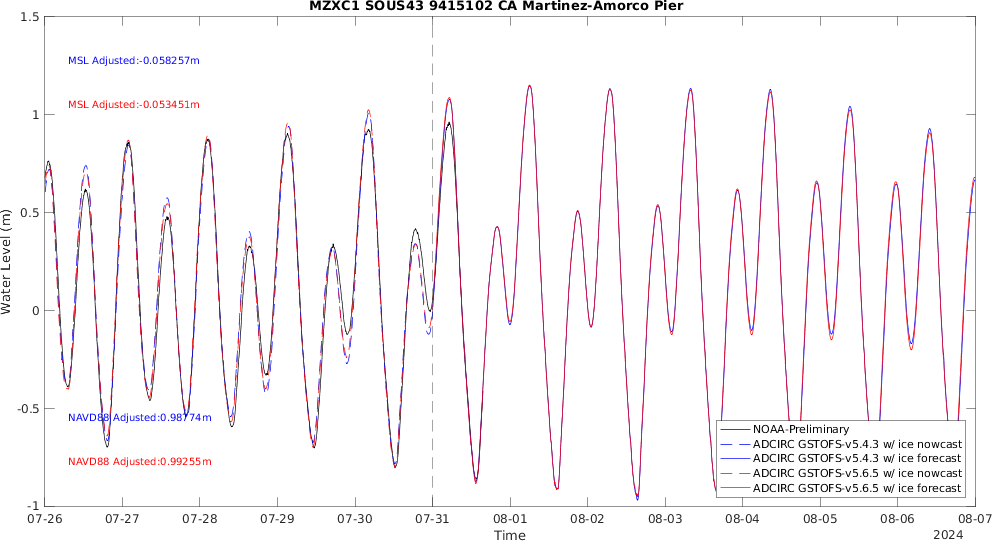 MZXC1 SOUS43 9415102 CA Martinez-Amorco Pier
1.5
1
0.5
0
-0.5
-1
Water Level (m)
MSL Adjusted:-0.058257m
MSL Adjusted:-0.053451m
NAVD88 Adjusted:0.98774m
NAVD88 Adjusted:0.99255m
NOAA-Preliminary
ADCIRC GSTOFS-v5.4.3 w/ ice nowcast
ADCIRC GSTOFS-v5.4.3 w/ ice forecast
ADCIRC GSTOFS-v5.6.5 w/ ice nowcast
ADCIRC GSTOFS-v5.6.5 w/ ice forecast
07-26 07-27 07-28 07-29 07-30 07-31 08-01 08-02 08-03 08-04 08-05 08-06 08-07
Time
2024